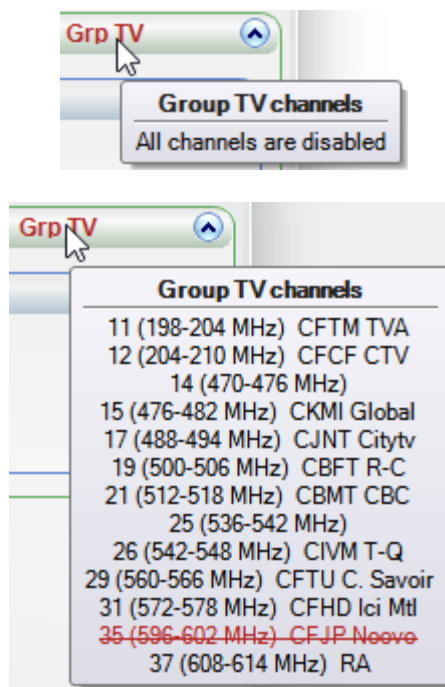 Grp TV
Group TV channels
All channels are disabled
Grp TV
Group TV channels
11 (198-204 MHz) CFTM TVA
12 (204-210 MHz) CFCF CTV
14 (470-476 MHz)
15 (476-482 MHz) CKMI Global
17 (488-494 MHz) CJNT Citytv
19 (500-506 MHz) CBFT R-C
21 (512-518 MHz) CBMT CBC
25 (536-542 MHz)
26 (542-548 MHz) CIVM T-Q
29 (560-566 MHz) CFTU C. Savoir
31 (572-578 MHz) CFHD Ici Mtl
35 (596-602 MHz) CFJP Noovo
37 (608-614 MHz) RA